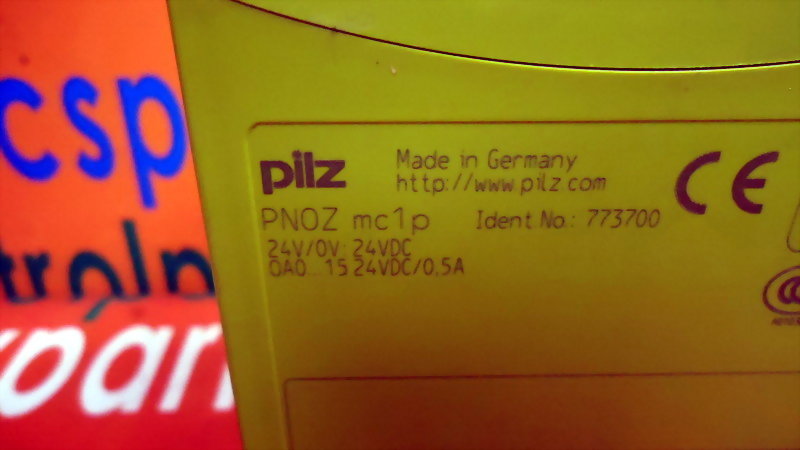 csp
trolp
pilz
Made in Germany
http://www.pilz.com
PNOZ mc1p
Ident No.: 773700
24V/0V: 24VDC
OA0...15 24VDC/0,5A
CE